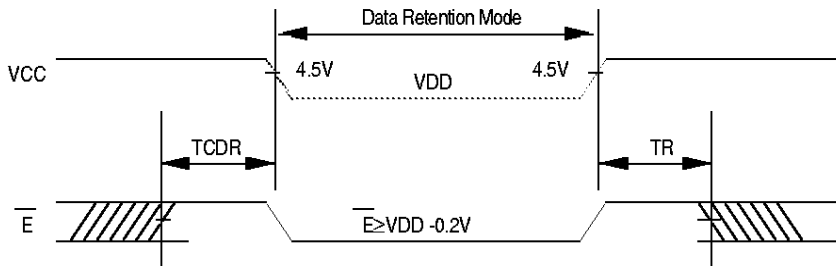 Data Retention Mode
VCC
4.5V
VDD
4.5V
TCDR
TR
E̅
E̅≥VDD -0.2V